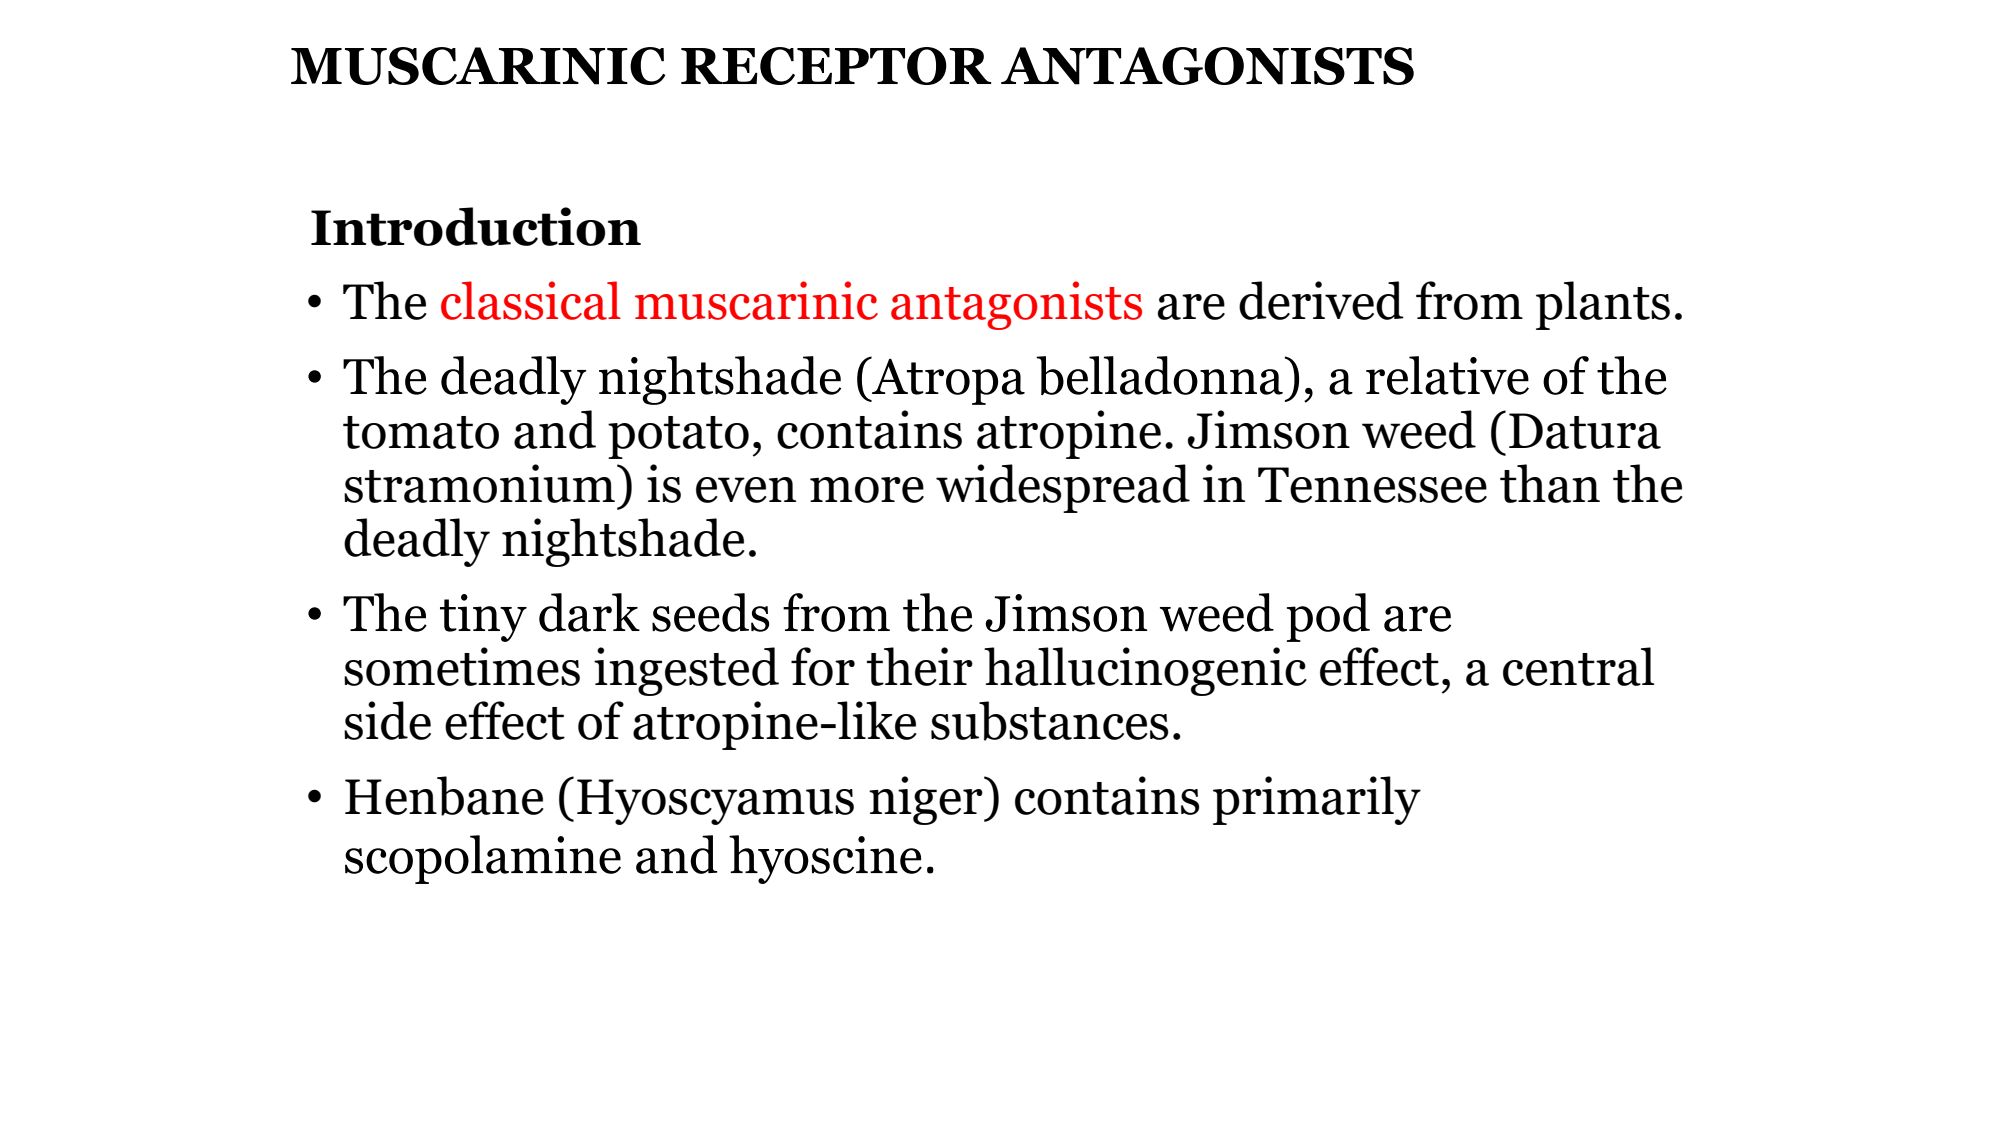 MUSCARINIC RECEPTOR ANTAGONISTS
Introduction
• The classical muscarinic antagonists are derived from plants.
• The deadly nightshade (Atropa belladonna), a relative of the
tomato and potato, contains atropine. Jimson weed (Datura
stramonium) is even more widespread in Tennessee than the
deadly nightshade.
• The tiny dark seeds from the Jimson weed pod are
sometimes ingested for their hallucinogenic effect, a central
side effect of atropine-like substances.
• Henbane (Hyoscyamus niger) contains primarily
scopolamine and hyoscine.